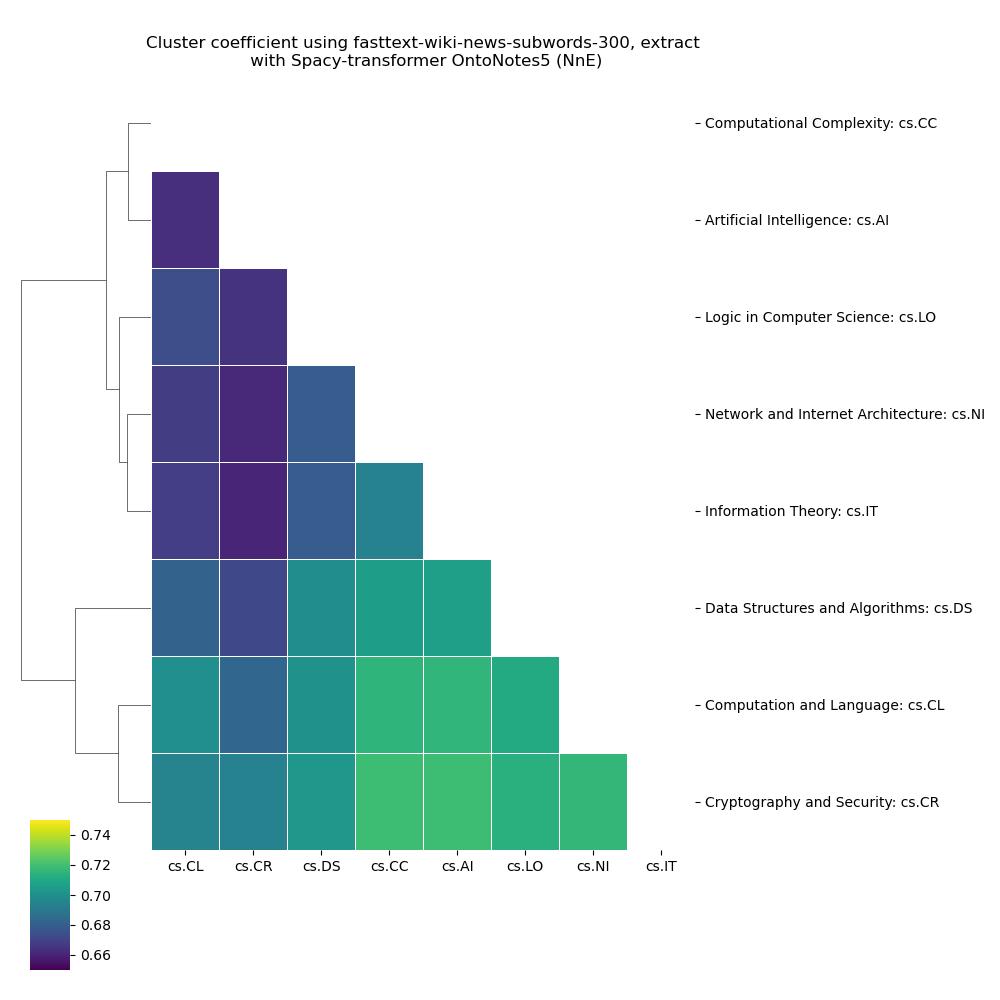 Cluster coefficient using fasttext-wiki-news-subwords-300, extract
with Spacy-transformer OntoNotes5 (NnE)
Computational Complexity: cs.CC
Artificial Intelligence: cs.AI
Logic in Computer Science: cs.LO
Network and Internet Architecture: cs.NI
Information Theory: cs.IT
Data Structures and Algorithms: cs.DS
Computation and Language: cs.CL
Cryptography and Security: cs.CR
0.74
0.72
0.70
0.68
0.66
cs.CL cs.CR cs.DS cs.CC cs.AI cs.LO cs.NI cs.IT